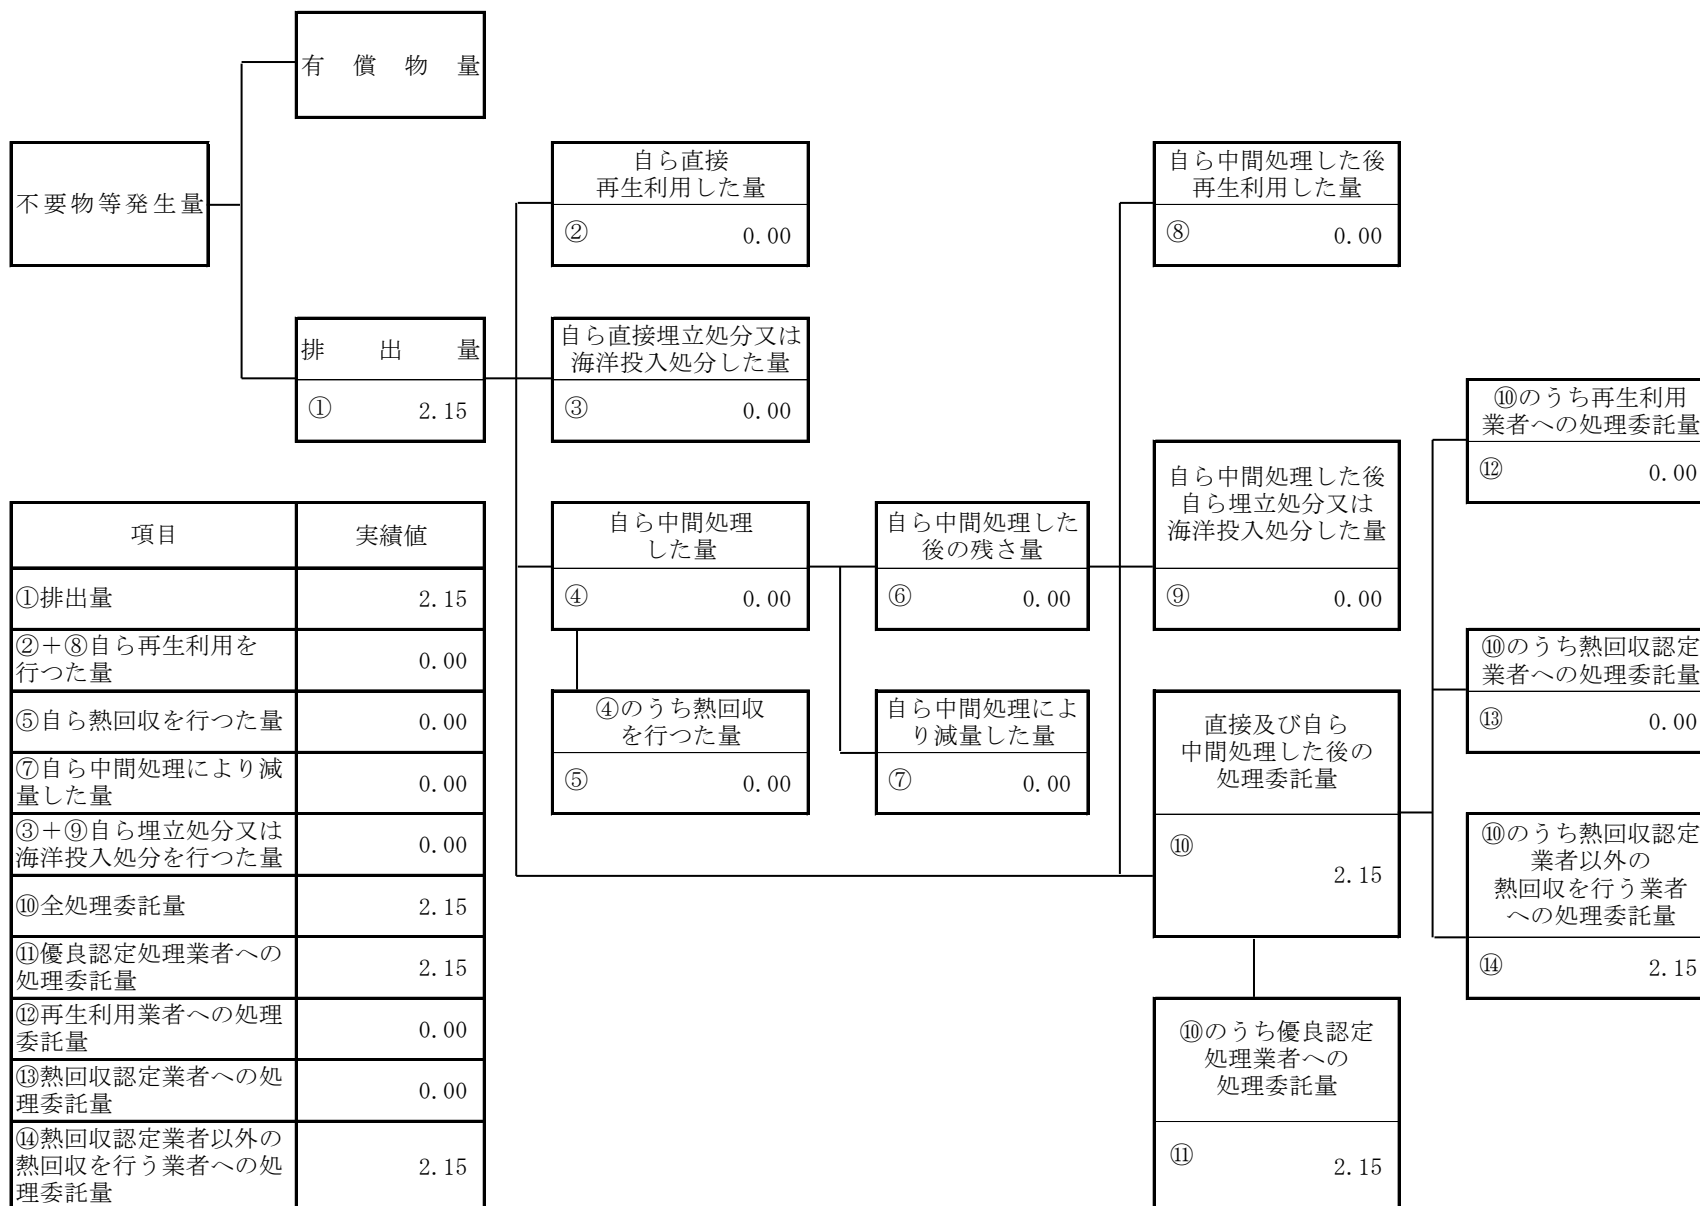 有償物量
不要物等発生量
排出量
① 2.15
自ら直接
再生利用した量
② 0.00
自ら直接埋立処分又は
海洋投入処分した量
③ 0.00
自ら中間処理
した量
④ 0.00
④のうち熱回収
を行つた量
⑤ 0.00
自ら中間処理した
後の残さ量
⑥ 0.00
自ら中間処理によ
り減量した量
⑦ 0.00
自ら中間処理した後
再生利用した量
⑧ 0.00
自ら中間処理した後
自ら埋立処分又は
海洋投入処分した量
⑨ 0.00
直接及び自ら
中間処理した後の
処理委託量
⑩
2.15
⑩のうち優良認定
処理業者への
処理委託量
⑪ 2.15
⑩のうち再生利用
業者への処理委託量
⑫ 0.00
⑩のうち熱回収認定
業者への処理委託量
⑬ 0.00
⑩のうち熱回収認定
業者以外の
熱回収を行う業者
への処理委託量
⑭ 2.15
項目 実績値
①排出量 2.15
②+⑧自ら再生利用を
行つた量 0.00
⑤自ら熱回収を行つた量 0.00
⑦自ら中間処理により減
量した量 0.00
③+⑨自ら埋立処分又は
海洋投入処分を行つた量 0.00
⑩全処理委託量 2.15
⑪優良認定処理業者への
処理委託量 2.15
⑫再生利用業者への処理
委託量 0.00
⑬熱回収認定業者への処
理委託量 0.00
⑭熱回収認定業者以外の
熱回収を行う業者への処
理委託量 2.15